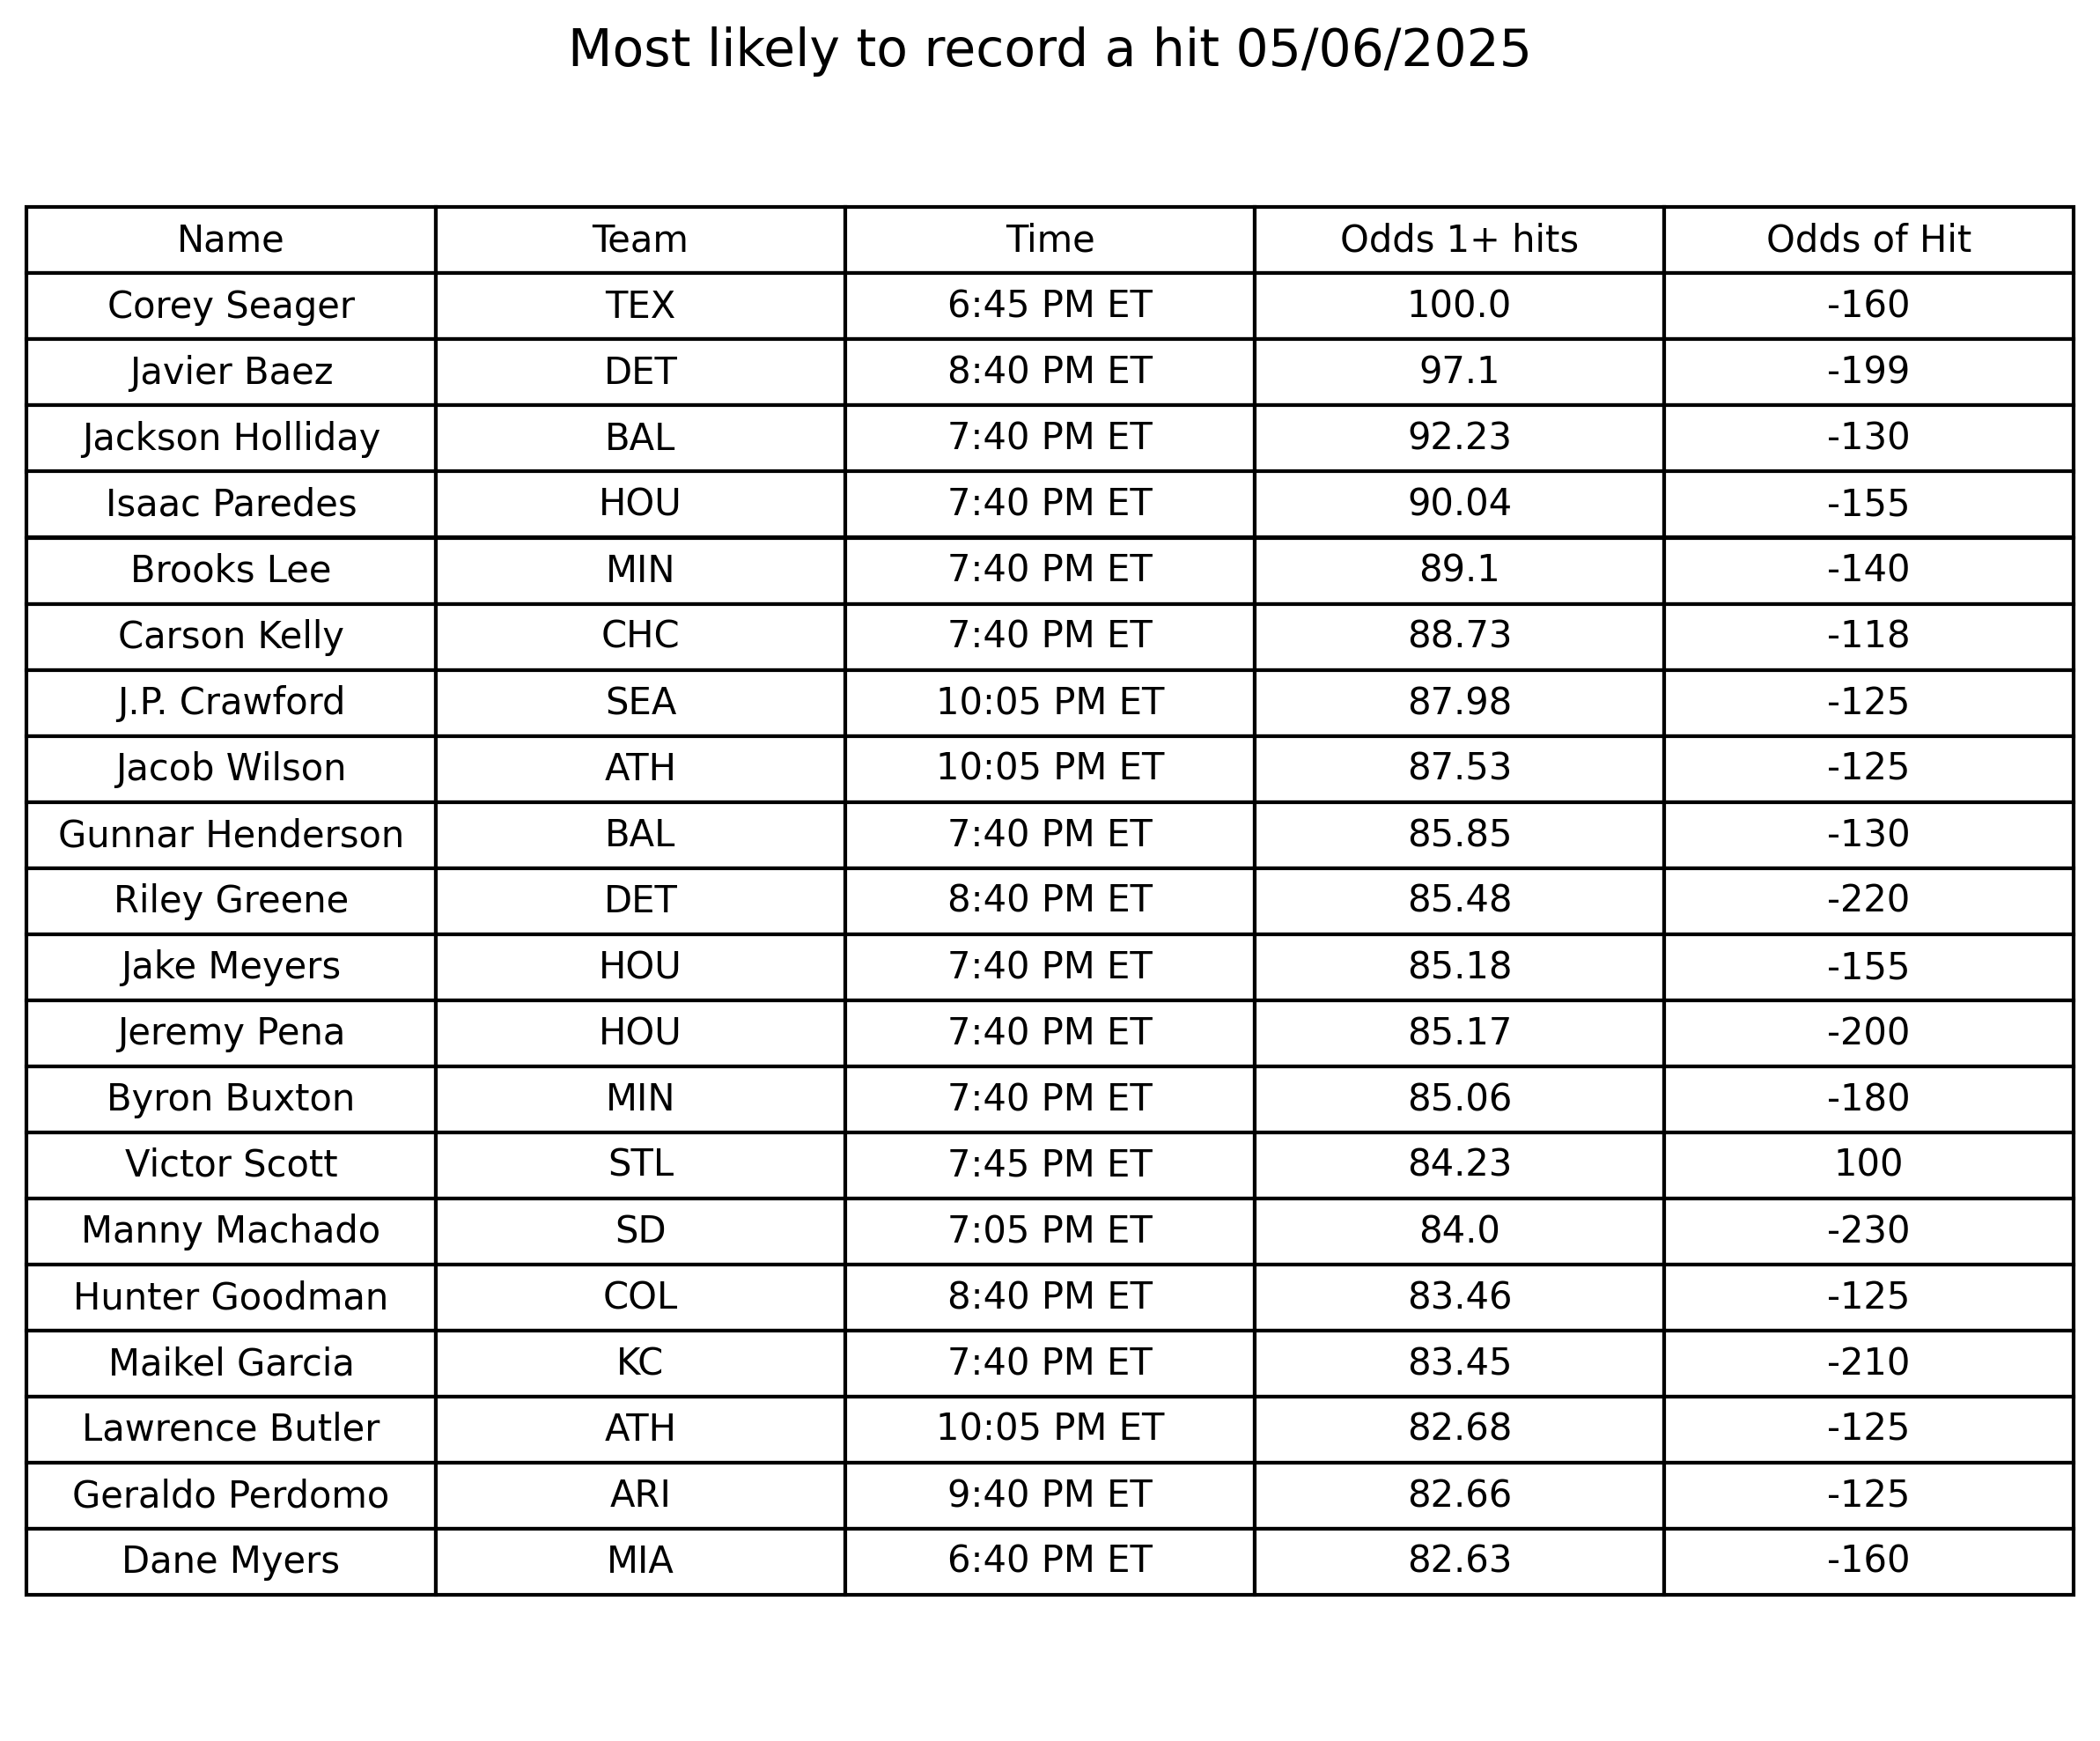 Most likely to record a hit 05/06/2025
Name Team Time Odds 1+ hits Odds of Hit
Corey Seager TEX 6:45 PM ET 100.0 -160
Javier Baez DET 8:40 PM ET 97.1 -199
Jackson Holliday BAL 7:40 PM ET 92.23 -130
Isaac Paredes HOU 7:40 PM ET 90.04 -155
Brooks Lee MIN 7:40 PM ET 89.1 -140
Carson Kelly CHC 7:40 PM ET 88.73 -118
J.P. Crawford SEA 10:05 PM ET 87.98 -125
Jacob Wilson ATH 10:05 PM ET 87.53 -125
Gunnar Henderson BAL 7:40 PM ET 85.85 -130
Riley Greene DET 8:40 PM ET 85.48 -220
Jake Meyers HOU 7:40 PM ET 85.18 -155
Jeremy Pena HOU 7:40 PM ET 85.17 -200
Byron Buxton MIN 7:40 PM ET 85.06 -180
Victor Scott STL 7:45 PM ET 84.23 100
Manny Machado SD 7:05 PM ET 84.0 -230
Hunter Goodman COL 8:40 PM ET 83.46 -125
Maikel Garcia KC 7:40 PM ET 83.45 -210
Lawrence Butler ATH 10:05 PM ET 82.68 -125
Geraldo Perdomo ARI 9:40 PM ET 82.66 -125
Dane Myers MIA 6:40 PM ET 82.63 -160